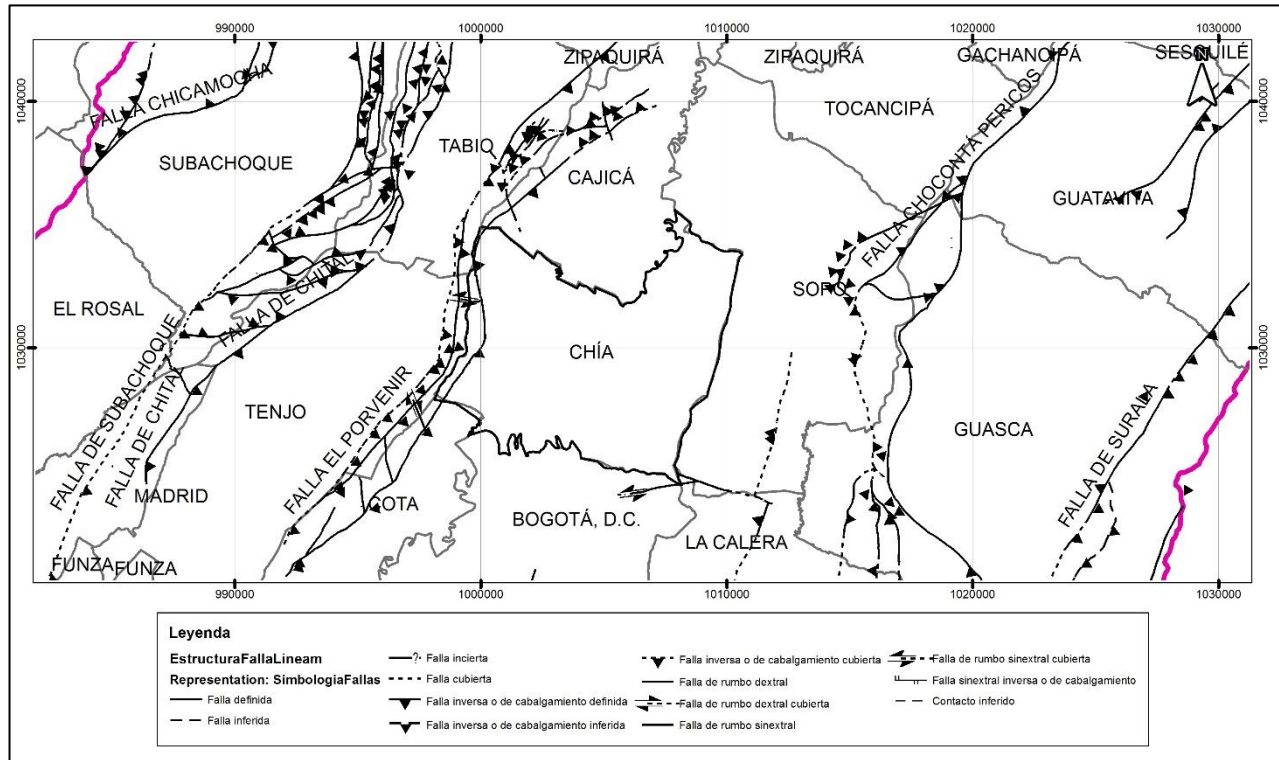 990000
1000000
1010000
1020000
1030000
ZIPAQUIRÁ
ZIPAQUIRÁ
GACHANCIPÁ
SESQUILÉ
N
1040000
1040000
FALLA CHICAMOCHA
TOCANCIPÁ
SUBACHOQUE
TABIO
CAJICÁ
FALLA CHOCONTÁ PERICOS
GUATAVITA
EL ROSAL
SOPÓ
FALLA DE CHITAL
1030000
1030000
CHÍA
FALLA DE SUBACHOQUE
FALLA DE CHITA
TENJO
FALLA EL PORVENIR
GUASCA
FALLA DE SURALA
MADRID
COTA
BOGOTÁ, D.C.
LA CALERA
FUNZA
FUNZA
990000
1000000
1010000
1020000
1030000
Leyenda
EstructuraFallaLineam
Representation: SimbologiaFallas
Falla definida
Falla inferida
? Falla incierta
Falla cubierta
Falla inversa o de cabalgamiento definida
Falla inversa o de cabalgamiento inferida
Falla inversa o de cabalgamiento cubierta
Falla de rumbo dextral
Falla de rumbo dextral cubierta
Falla de rumbo sinextral
Falla de rumbo sinextral cubierta
Falla sinextral inversa o de cabalgamiento
Contacto inferido